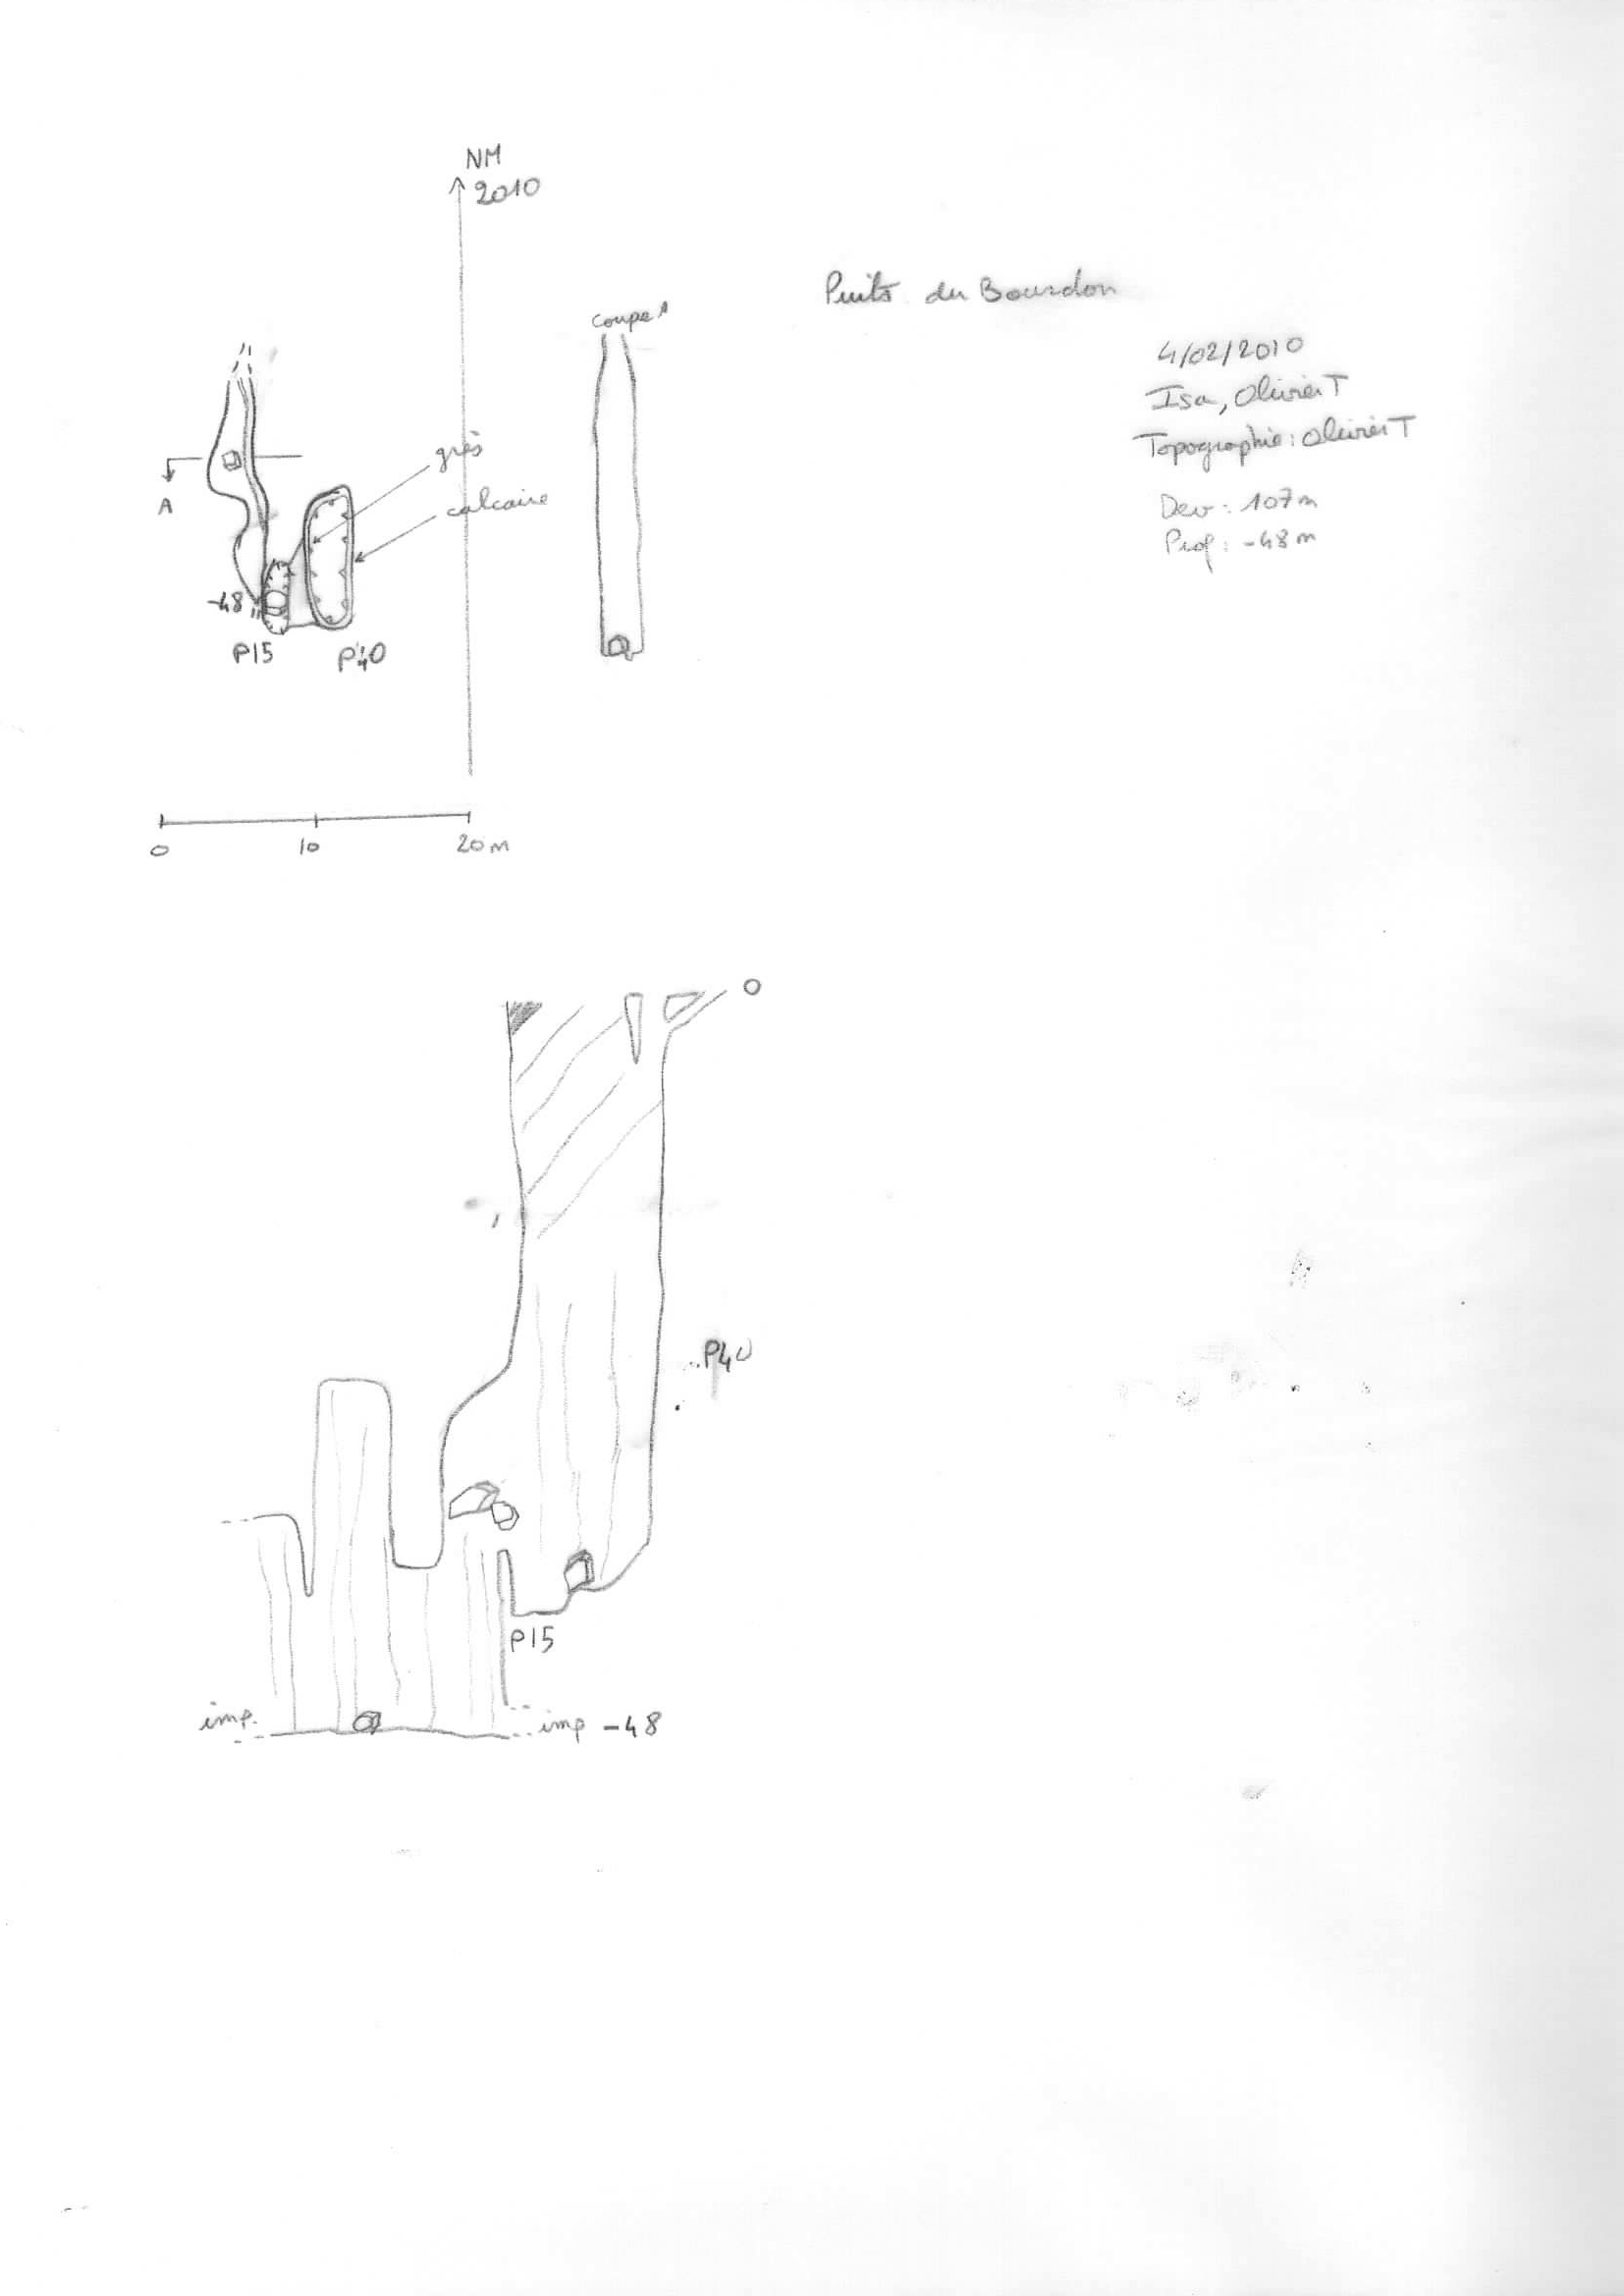 NM
2010
Puits du Bourdon
coupe A
4/02/2010
Isa, Olivier T
Topographie : Olivier T
grès
calcaire
A
Dev : 107 m
Prof : -48 m
-48
P15
P40
0
10
20 m
0
P40
P15
imp.
imp -48